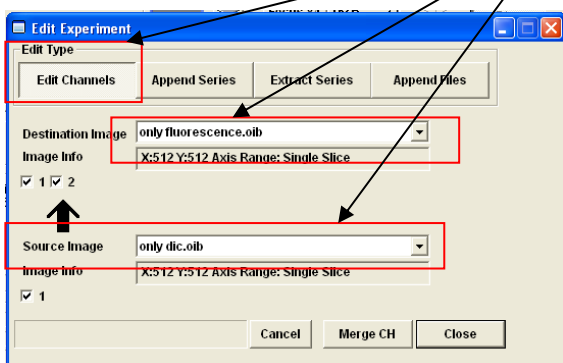 Edit Experiment
Edit Type
Edit Channels Append Series Extract Series Append Files
Destination Image only fluorescence.oib
Image Info X:512 Y:512 Axis Range: Single Slice
1 2
Source Image only dic.oib
Image Info X:512 Y:512 Axis Range: Single Slice
1
Cancel Merge CH Close